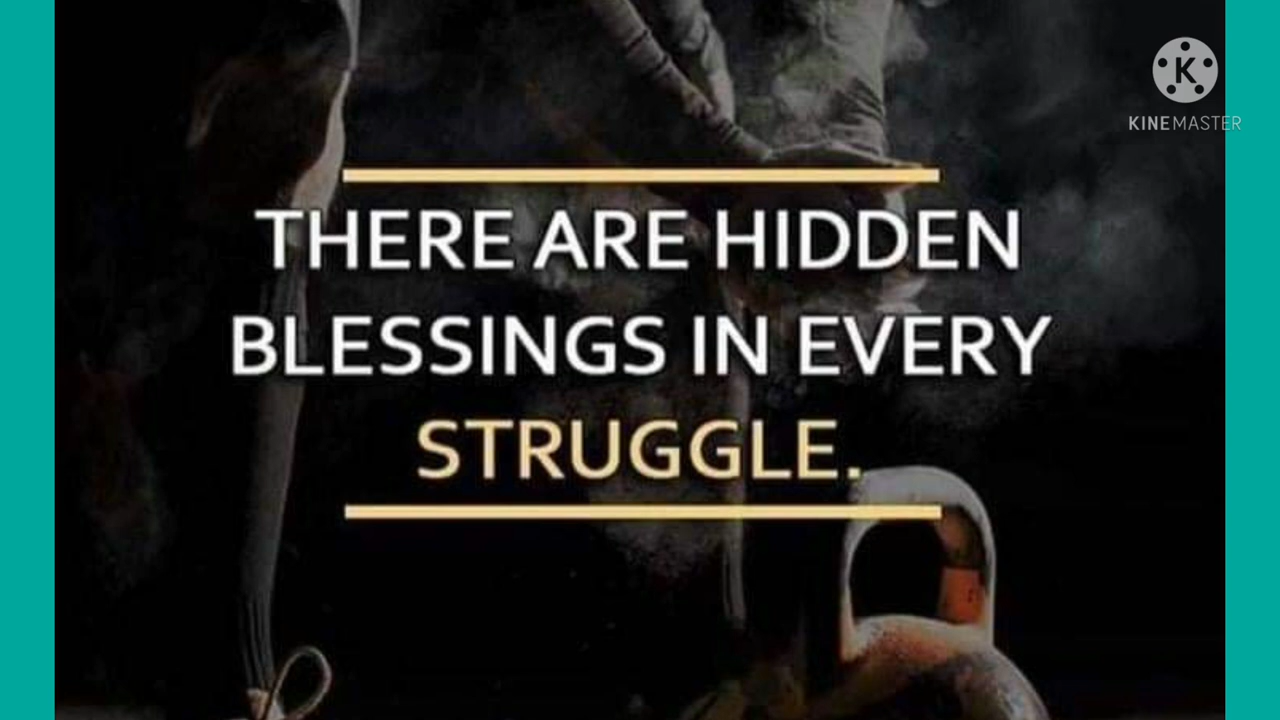 KINEMASTER
THERE ARE HIDDEN
BLESSINGS IN EVERY
STRUGGLE.